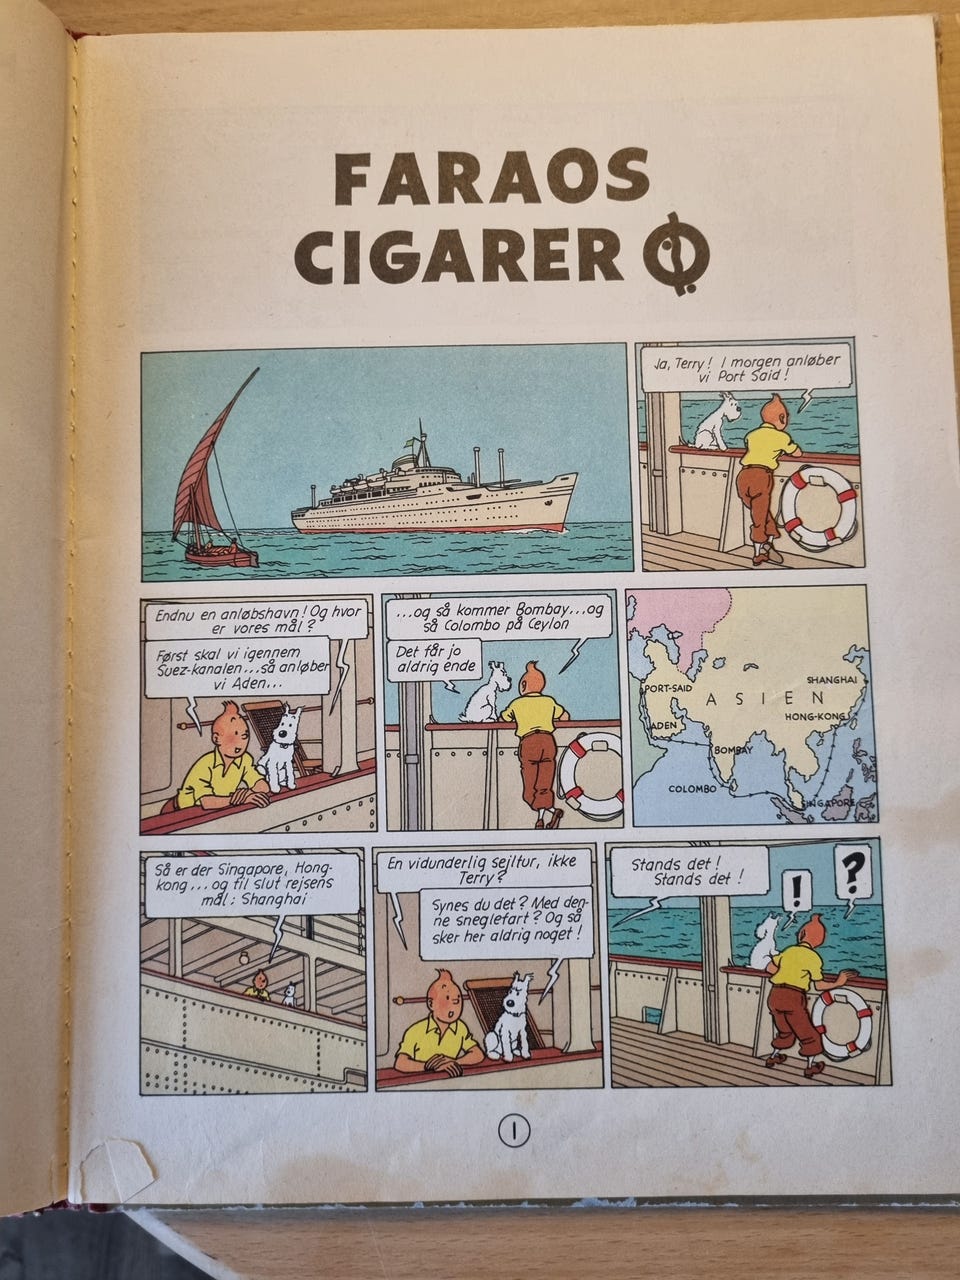 FARAOS
CIGARER
Ja, Terry! I morgen anløber
vi Port Said!
Endnu en anløbshavn! Og hvor
er vores mål?
Først skal vi igennem
Suez-kanalen...så anløber
vi Aden...
...og så kommer Bombay...og
så Colombo på Ceylon
Det får jo
aldrig ende
PORT-SAID
ASIEN
SHANGHAI
HONG-KONG
ADEN
BOMBAY
COLOMBO
SINGAPORE
Så er der Singapore, Hong-
kong...og til slut rejsens
mål: Shanghai
En vidunderlig sejltur, ikke
Terry?
Synes du det? Med den-
ne sneglefart? Og så
sker her aldrig noget!
Stands det!
Stands det!
!
?
1